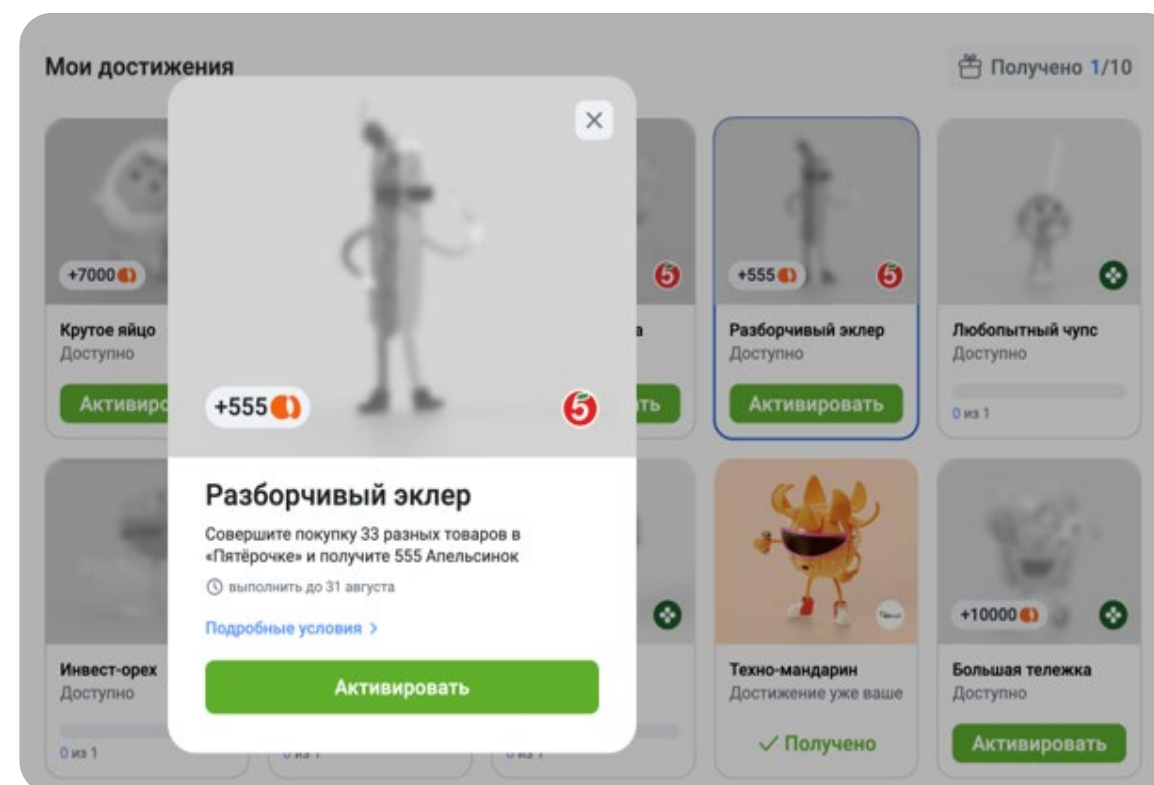 Мои достижения
Получено 1/10
+7000
Крутое яйцо
Доступно
а
+555
5
Разборчивый эклер
Доступно
Активировать
Любопытный чупс
Доступно
0 из 1
+555
5
Разборчивый эклер
Совершите покупку 33 разных товаров в
«Пятёрочке» и получите 555 Апельсинок
выполнить до 31 августа
Подробные условия >
Активировать
Инвест-орех
Доступно
0 из 1
Техно-мандарин
Достижение уже ваше
Получено
+10000
Большая тележка
Доступно
Активировать